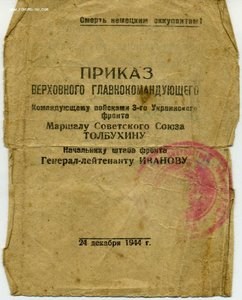 Смерть немецким оккупантам!
ПРИКАЗ
ВЕРХОВНОГО ГЛАВНОКОМАНДУЮЩЕГО
Командующему войсками 3-го Украинского
фронта
Маршалу Советского Союза
ТОЛБУХИНУ
Начальнику штаба фронта
Генерал-лейтенанту ИВАНОВУ
24 декабря 1944 г.